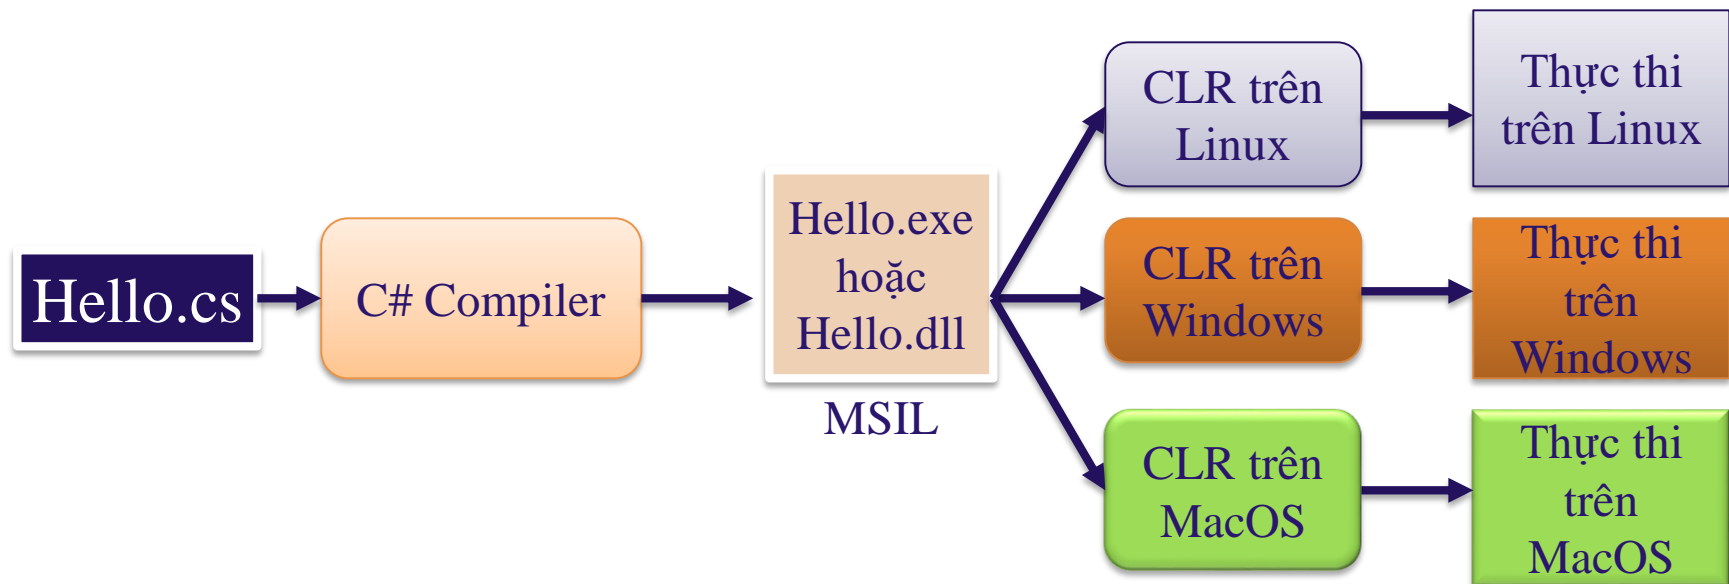 Hello.cs
C# Compiler
Hello.exe
hoặc
Hello.dll
MSIL
CLR trên
Linux
Thực thi
trên Linux
CLR trên
Windows
Thực thi
trên
Windows
CLR trên
MacOS
Thực thi
trên
MacOS